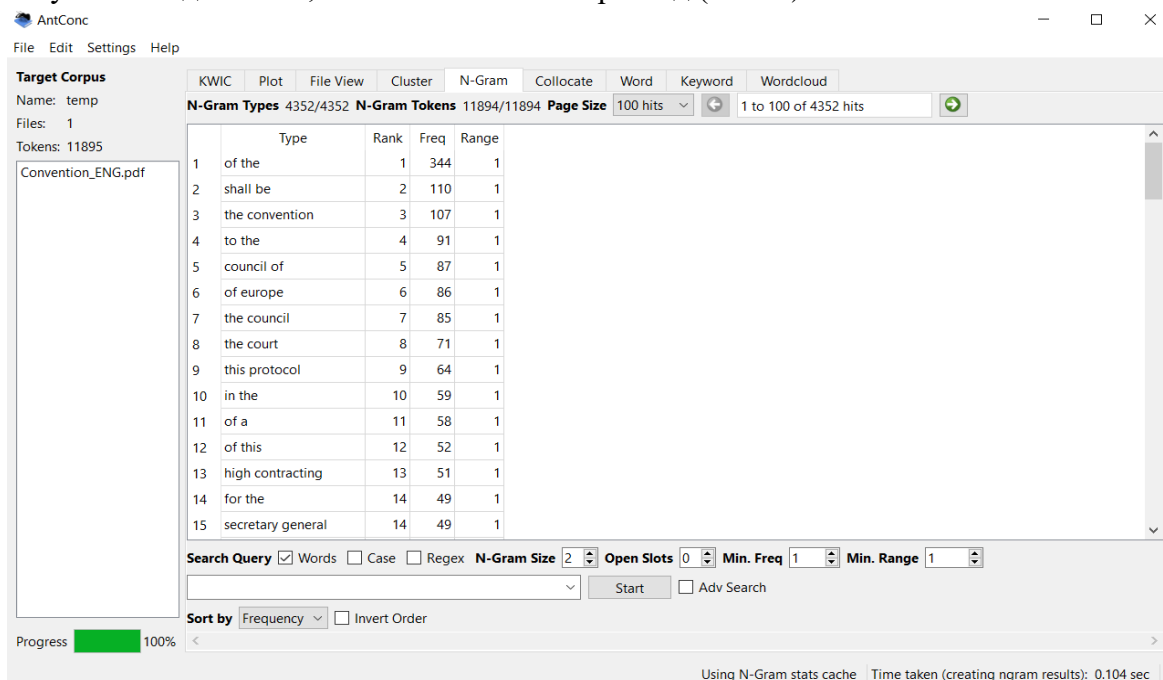 AntConc
File Edit Settings Help
Target Corpus
Name: temp
Files: 1
Tokens: 11895
Convention_ENG.pdf
Progress 100%
KWIC Plot File View Cluster N-Gram Collocate Word Keyword Wordcloud
N-Gram Types 4352/4352 N-Gram Tokens 11894/11894 Page Size 100 hits 1 to 100 of 4352 hits
Type Rank Freq Range
1 of the 1 344 1
2 shall be 2 110 1
3 the convention 3 107 1
4 to the 4 91 1
5 council of 5 87 1
6 of europe 6 86 1
7 the council 7 85 1
8 the court 8 71 1
9 this protocol 9 64 1
10 in the 10 59 1
11 of a 11 58 1
12 of this 12 52 1
13 high contracting 13 51 1
14 for the 14 49 1
15 secretary general 14 49 1
Search Query Words Case Regex N-Gram Size 2 Open Slots 0 Min. Freq 1 Min. Range 1
Start Adv Search
Sort by Frequency Invert Order
Using N-Gram stats cache Time taken (creating ngram results): 0.104 sec